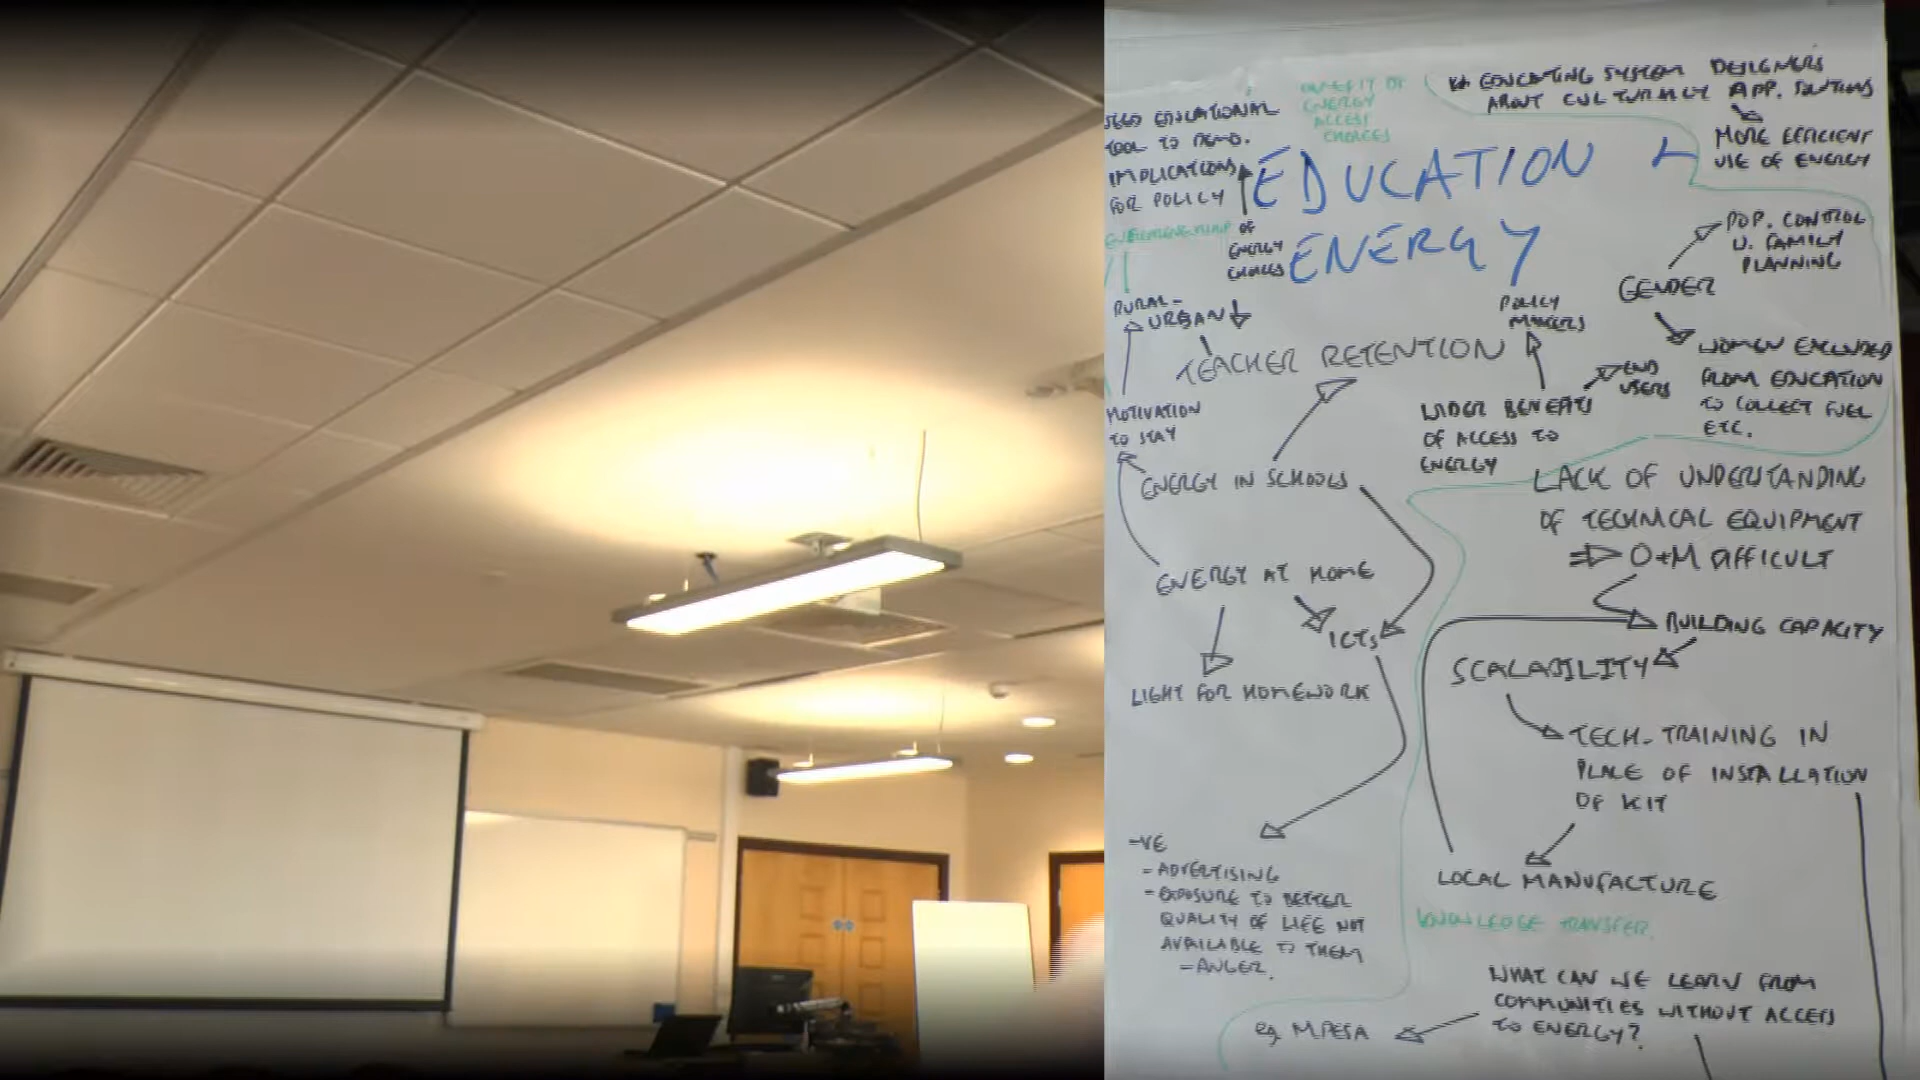 EDUCATING SYSTEM DESIGNERS
ABOUT CULTURALLY APP. SOLUTIONS
MORE EFFICIENT
USE OF ENERGY
BENEFIT OF
ENERGY
ACCESS
CHOICES
NEED EDUCATIONAL
TOOL TO DEMO.
IMPLICATIONS
FOR POLICY
OF
ENERGY
CHOICES
EDUCATION
ENERGY
POP. CONTROL
V. FAMILY
PLANNING
GENDER
WOMEN EXCLUDED
FROM EDUCATION
TO COLLECT FUEL
ETC.
RURAL-
URBAN
TEACHER RETENTION
POLICY
MAKERS
END
USERS
WIDER BENEFITS
OF ACCESS TO
ENERGY
MOTIVATION
TO STAY
ENERGY IN SCHOOLS
LACK OF UNDERSTANDING
OF TECHNICAL EQUIPMENT
O+M DIFFICULT
ENERGY AT HOME
ICTs
BUILDING CAPACITY
SCALABILITY
LIGHT FOR HOMEWORK
TECH. TRAINING IN
PLACE OF INSTALLATION
OF KIT
LOCAL MANUFACTURE
KNOWLEDGE TRANSFER.
-VE
- ADVERTISING
- EXPOSURE TO BETTER
QUALITY OF LIFE NOT
AVAILABLE TO THEM
- ANGER.
WHAT CAN WE LEARN FROM
COMMUNITIES WITHOUT ACCESS
TO ENERGY?
eg. MPESA